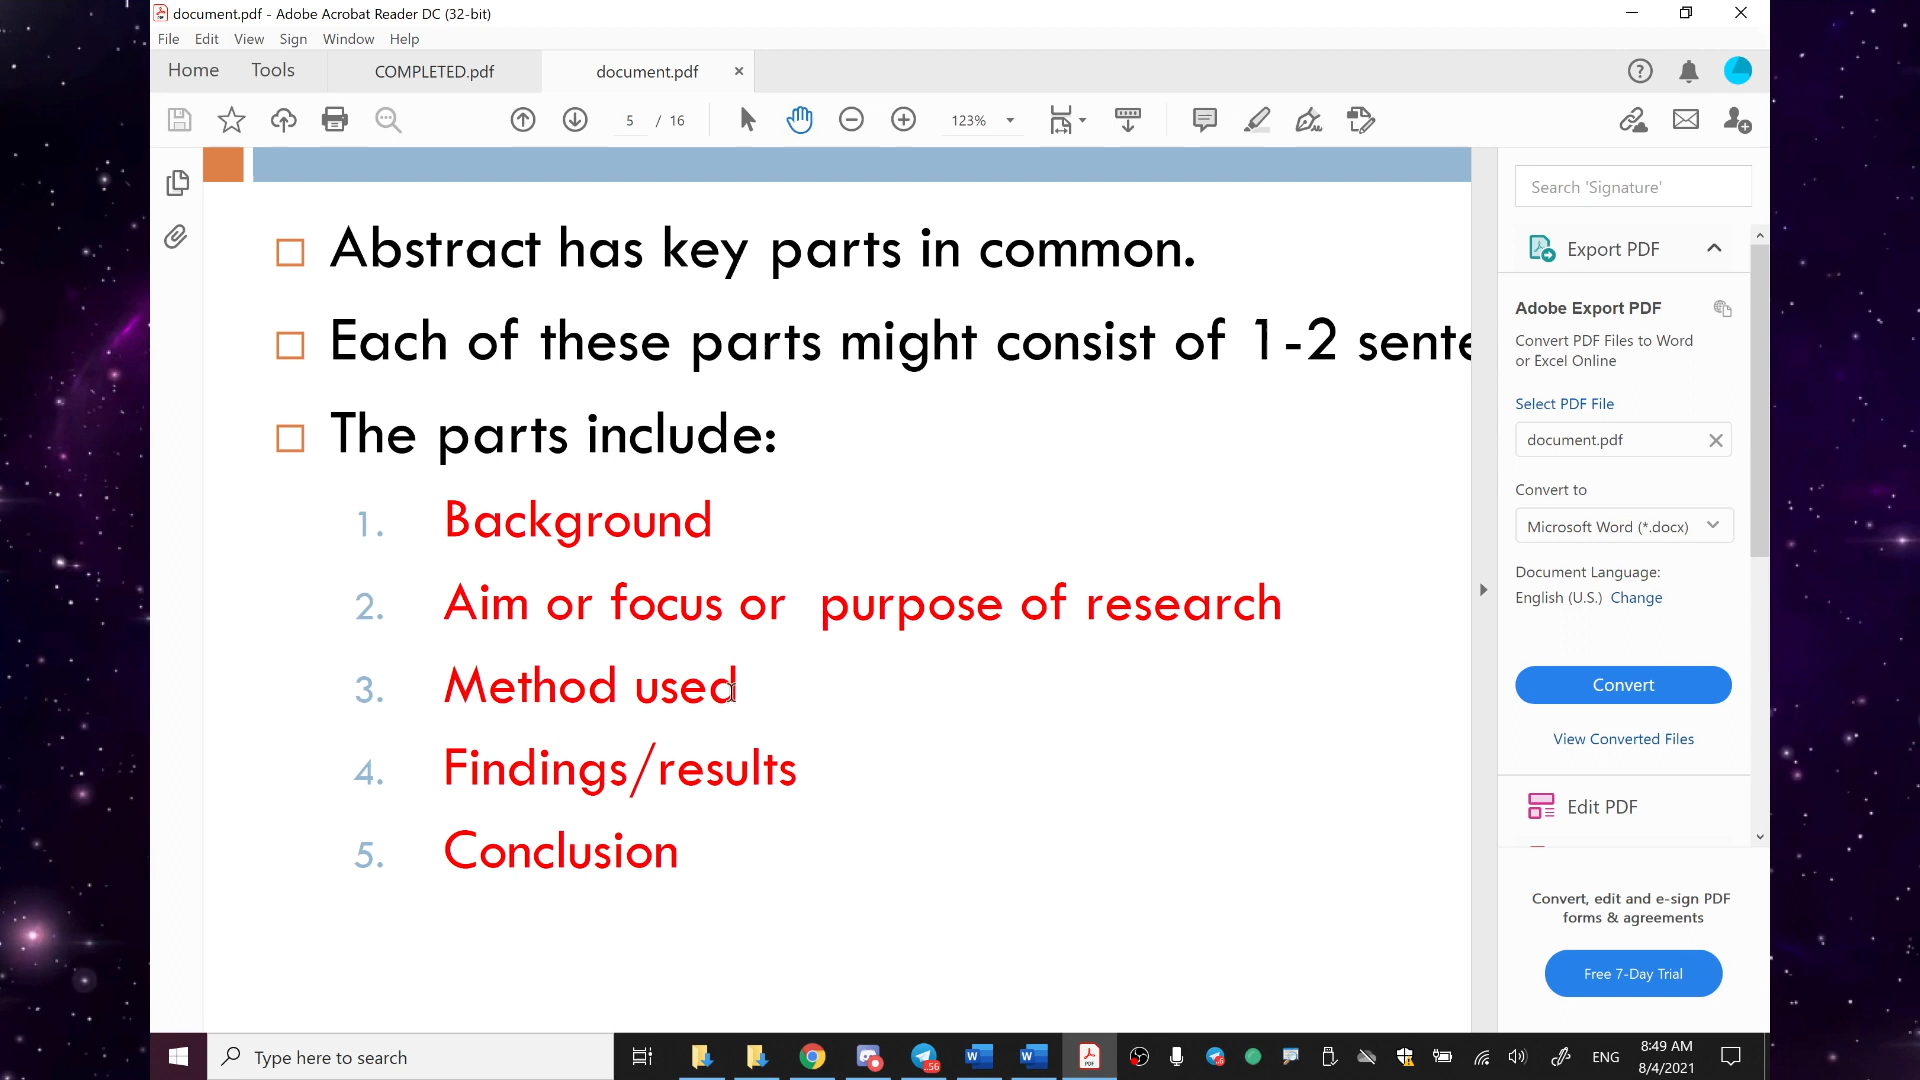 document.pdf - Adobe Acrobat Reader DC (32-bit)
File Edit View Sign Window Help
Home Tools COMPLETED.pdf document.pdf
5 / 16 123%
Abstract has key parts in common.
Each of these parts might consist of 1-2 sente
The parts include:
1. Background
2. Aim or focus or purpose of research
3. Method used
4. Findings/results
5. Conclusion
Search 'Signature'
Export PDF
Adobe Export PDF
Convert PDF Files to Word
or Excel Online
Select PDF File
document.pdf
Convert to
Microsoft Word (*.docx)
Document Language:
English (U.S.) Change
Convert
View Converted Files
Edit PDF
Convert, edit and e-sign PDF
forms & agreements
Free 7-Day Trial
Type here to search
56
ENG
8:49 AM
8/4/2021